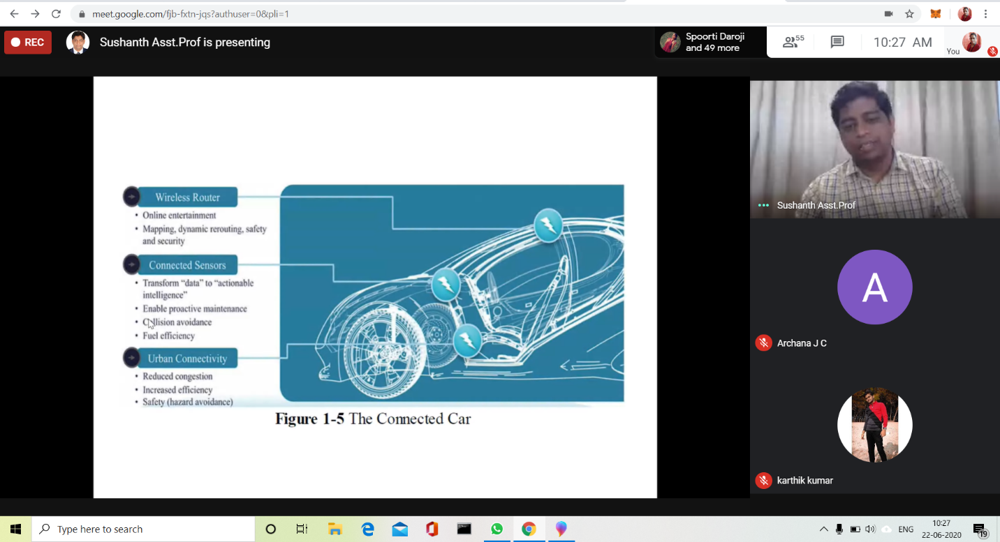 meet.google.com/fjb-fxtn-jqs?authuser=0&pli=1
REC
Sushanth Asst.Prof is presenting
Spoorti Daroji
and 49 more
55
10:27 AM
You
Wireless Router
• Online entertainment
• Mapping, dynamic rerouting, safety
and security
Connected Sensors
• Transform “data” to “actionable
intelligence”
• Enable proactive maintenance
• Collision avoidance
• Fuel efficiency
Urban Connectivity
• Reduced congestion
• Increased efficiency
• Safety (hazard avoidance)
Figure 1-5 The Connected Car
Sushanth Asst.Prof
A
Archana J C
karthik kumar
Type here to search
ENG
10:27
22-06-2020
19